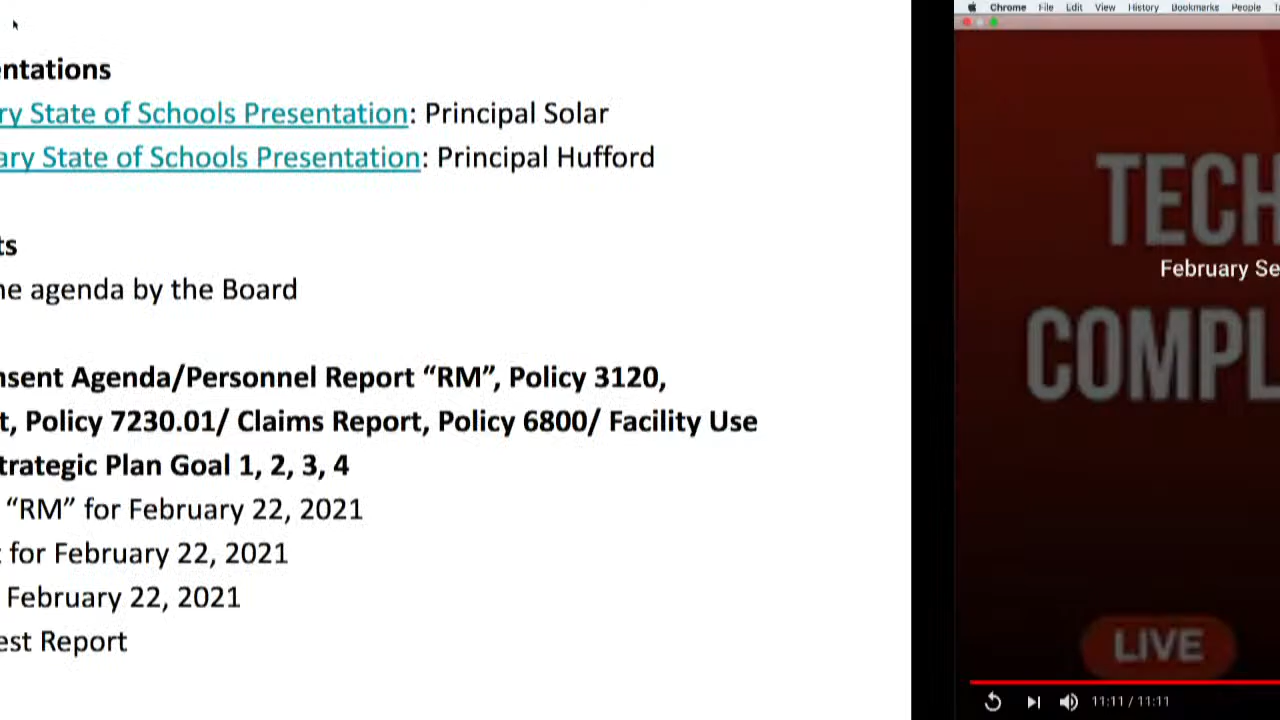 entations
ry State of Schools Presentation: Principal Solar
ary State of Schools Presentation: Principal Hufford
ts
ne agenda by the Board
nsent Agenda/Personnel Report “RM”, Policy 3120,
t, Policy 7230.01/ Claims Report, Policy 6800/ Facility Use
trategic Plan Goal 1, 2, 3, 4
“RM” for February 22, 2021
t for February 22, 2021
February 22, 2021
est Report
Chrome File Edit View History Bookmarks People T
TECH
February Se
COMPL
LIVE
11:11 / 11:11